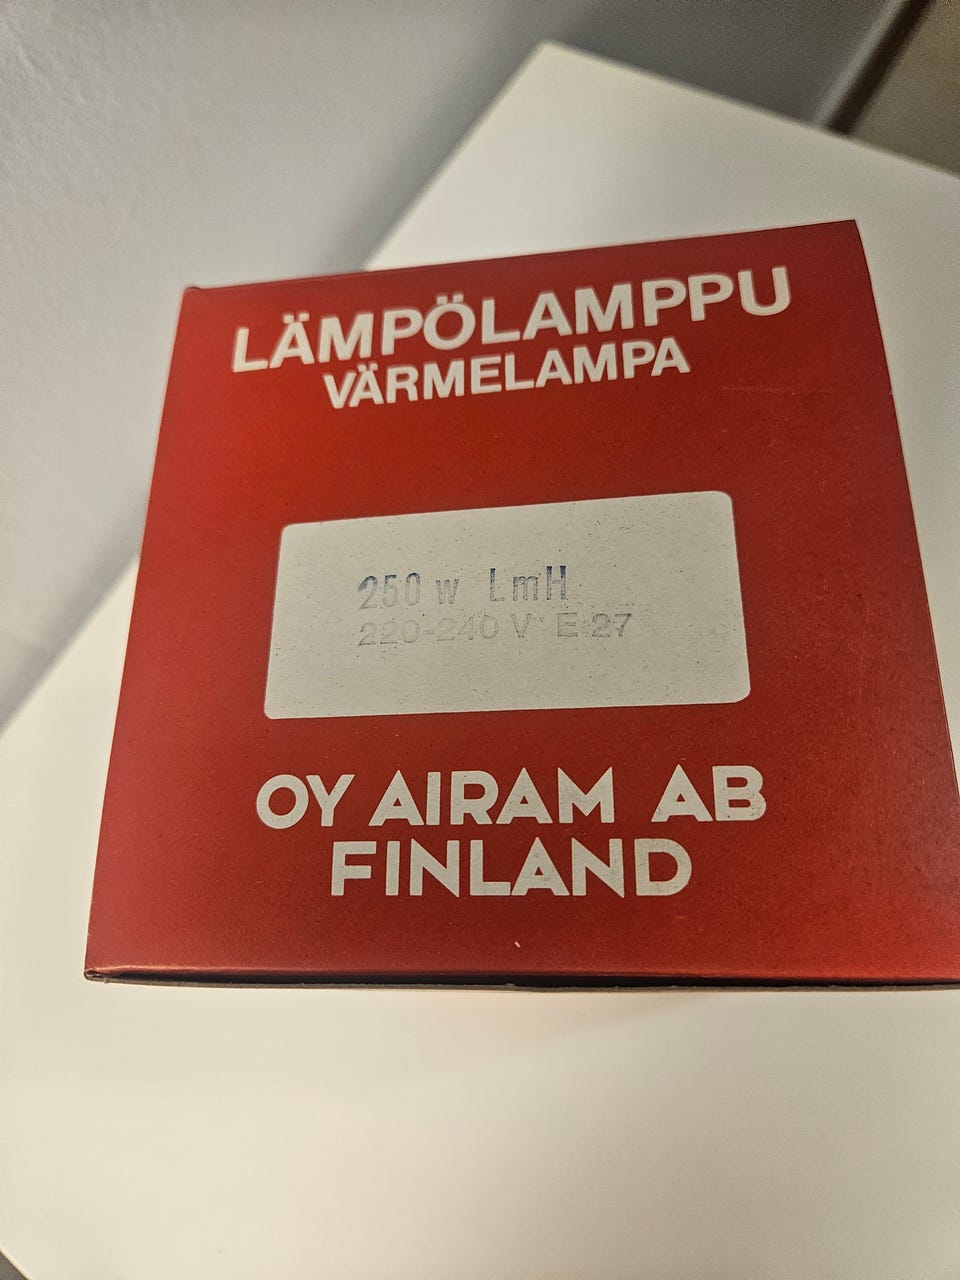 LÄMPÖLAMPPU
VÄRMELAMPA
250 w LmH
220-240 V E 27
OY AIRAM AB
FINLAND